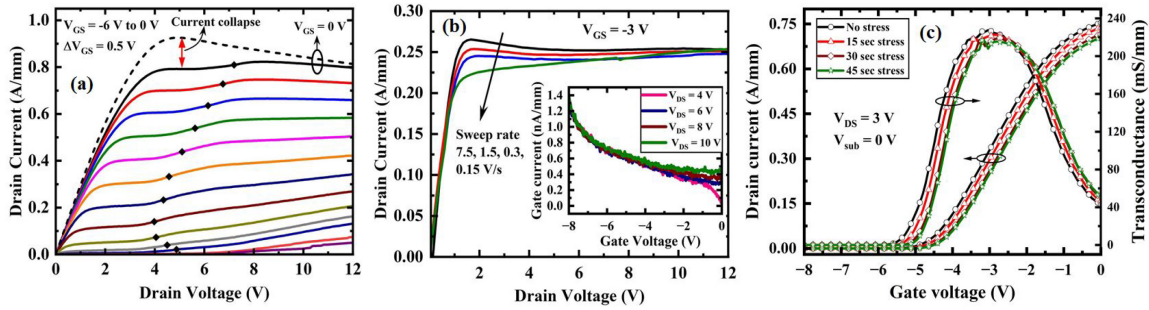 (a)
V_GS = -6 V to 0 V
ΔV_GS = 0.5 V
Current collapse
V_GS = 0 V
1.0
0.8
0.6
0.4
0.2
0.0
0 2 4 6 8 10 12
Drain Voltage (V)
Drain Current (A/mm)
(b)
V_GS = -3 V
Sweep rate
7.5, 1.5, 0.3,
0.15 V/s
0.30
0.25
0.20
0.15
0.10
0.05
0.00
0 2 4 6 8 10 12
Drain Voltage (V)
Drain Current (A/mm)
V_DS = 4 V
V_DS = 6 V
V_DS = 8 V
V_DS = 10 V
1.6
1.4
1.2
1.0
0.8
0.6
0.4
0.2
0.0
-8 -6 -4 -2 0
Gate Voltage (V)
Gate current (nA/mm)
(c)
No stress
15 sec stress
30 sec stress
45 sec stress
V_DS = 3 V
V_sub = 0 V
0.75
0.60
0.45
0.30
0.15
0.00
−8 −7 −6 −5 −4 −3 −2 −1 0
Gate voltage (V)
Drain current (A/mm)
240
200
160
120
80
40
0
Transconductance (mS/mm)